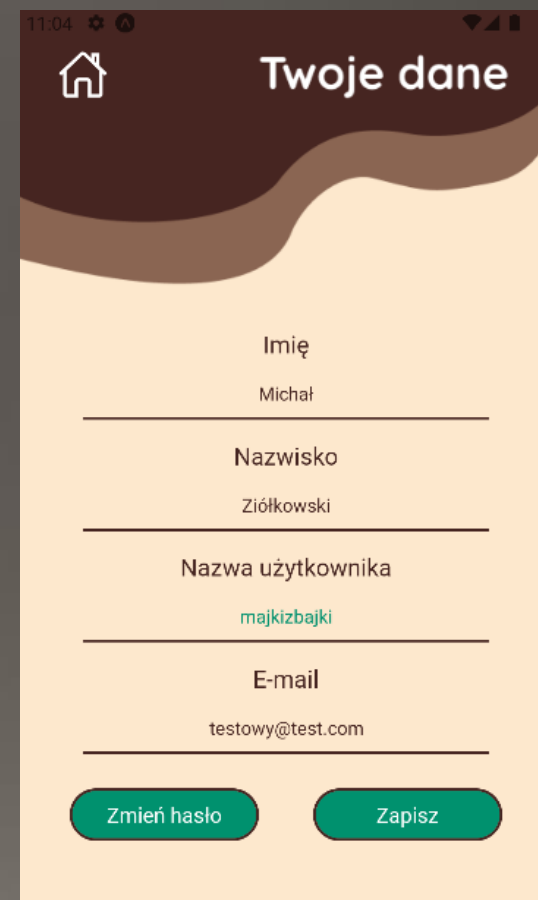 11:04
Twoje dane
Imię
Michał
Nazwisko
Ziółkowski
Nazwa użytkownika
majkizbajki
E-mail
testowy@test.com
Zmień hasło
Zapisz